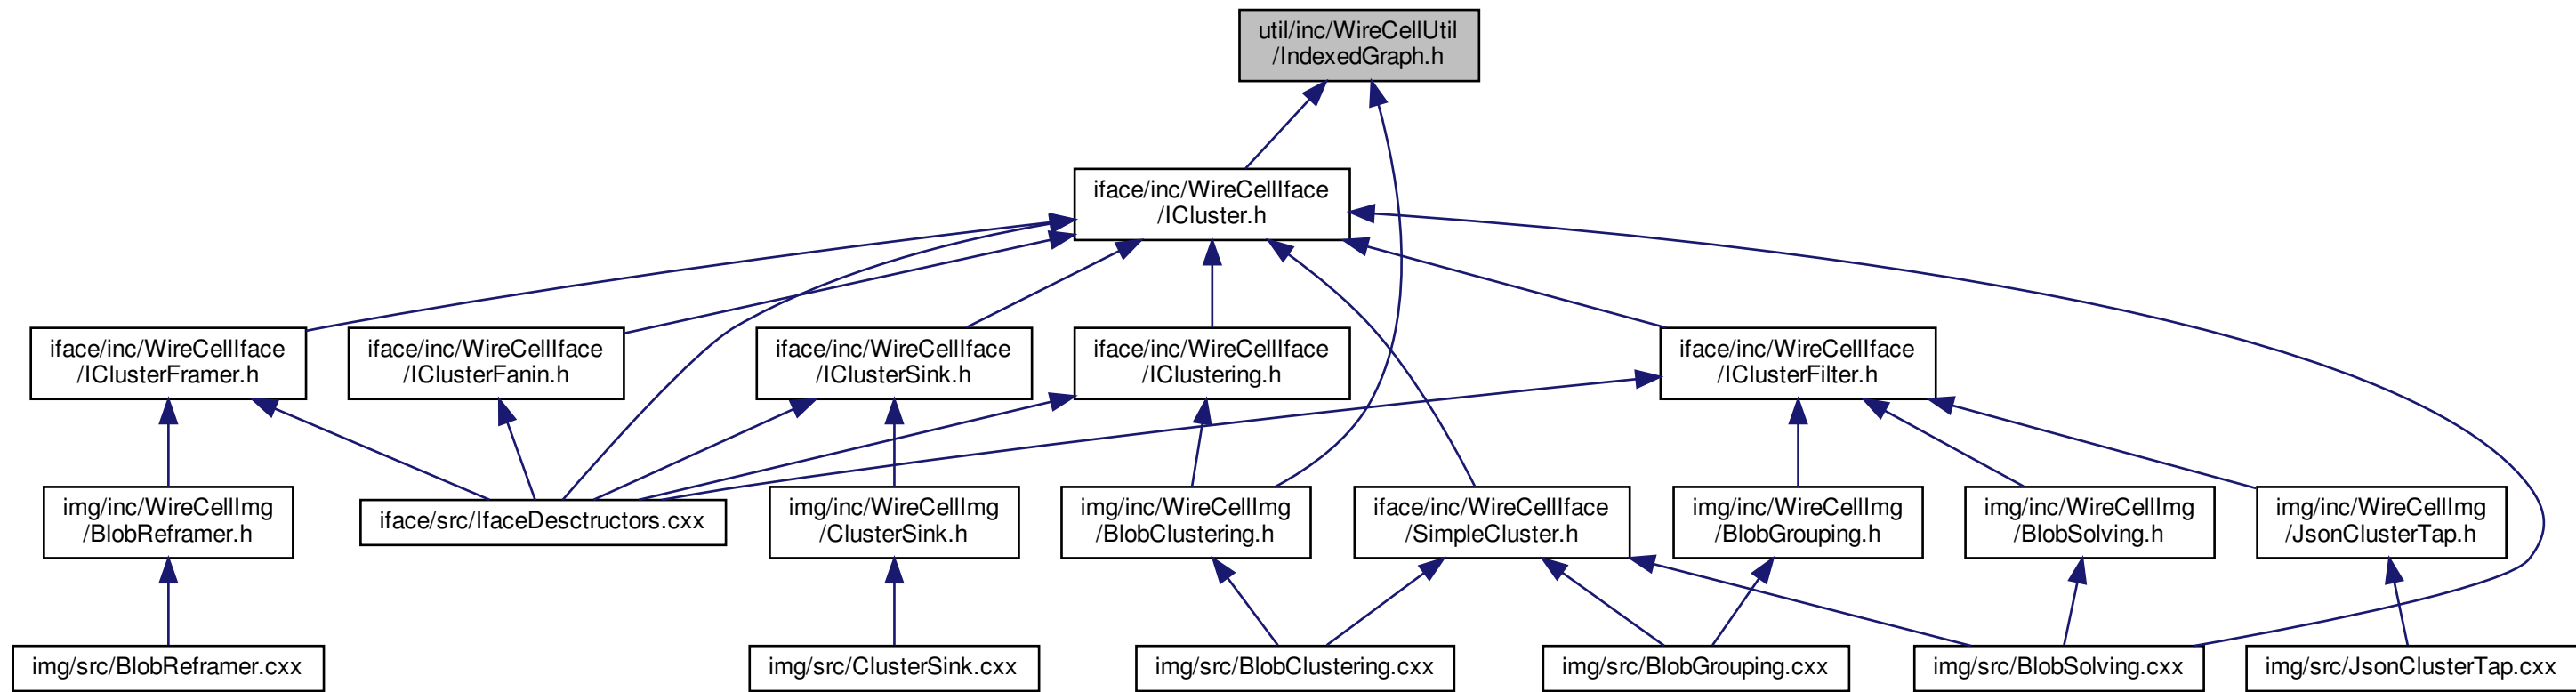 util/inc/WireCellUtil
/IndexedGraph.h
iface/inc/WireCellIface
/ICluster.h
iface/inc/WireCellIface
/IClusterFramer.h
iface/inc/WireCellIface
/IClusterFanin.h
iface/inc/WireCellIface
/IClusterSink.h
iface/inc/WireCellIface
/IClustering.h
iface/inc/WireCellIface
/IClusterFilter.h
img/inc/WireCellImg
/BlobReframer.h
iface/src/IfaceDesctructors.cxx
img/inc/WireCellImg
/ClusterSink.h
img/inc/WireCellImg
/BlobClustering.h
iface/inc/WireCellIface
/SimpleCluster.h
img/inc/WireCellImg
/BlobGrouping.h
img/inc/WireCellImg
/BlobSolving.h
img/inc/WireCellImg
/JsonClusterTap.h
img/src/BlobReframer.cxx
img/src/ClusterSink.cxx
img/src/BlobClustering.cxx
img/src/BlobGrouping.cxx
img/src/BlobSolving.cxx
img/src/JsonClusterTap.cxx